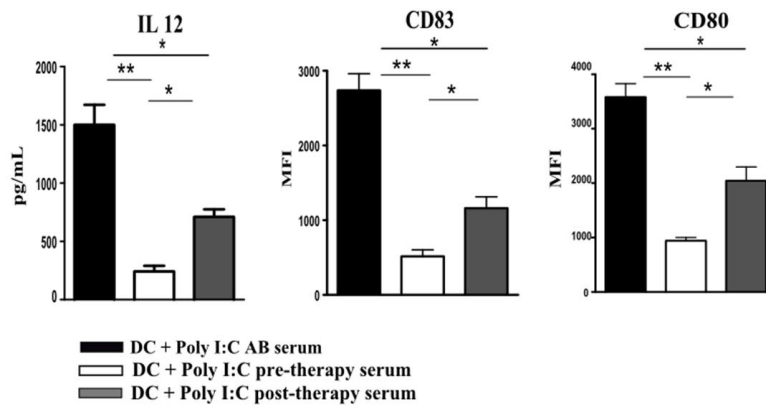 IL 12
*
**
*
2000
1500
1000
500
0
pg/mL
CD83
*
**
*
3000
2000
1000
0
MFI
CD80
*
**
*
4000
3000
2000
1000
0
MFI
DC + Poly I:C AB serum
DC + Poly I:C pre-therapy serum
DC + Poly I:C post-therapy serum